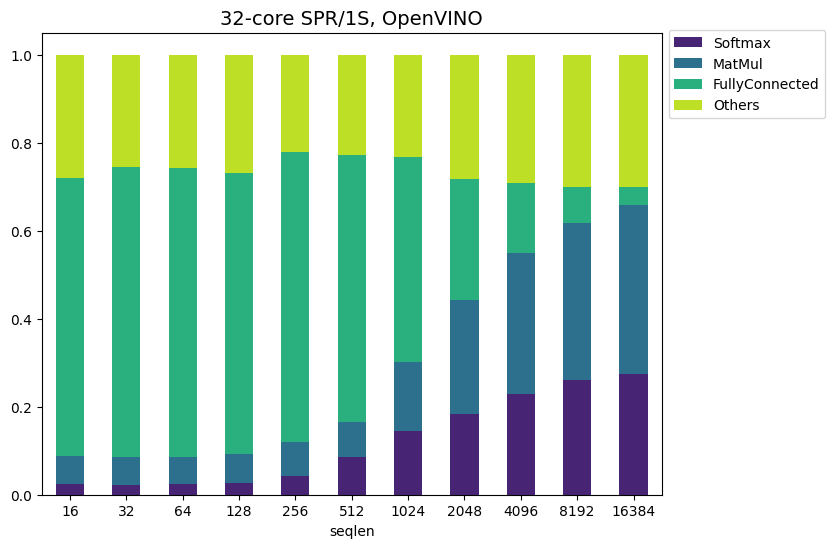 32-core SPR/1S, OpenVINO
Softmax
MatMul
FullyConnected
Others
1.0
0.8
0.6
0.4
0.2
0.0
16 32 64 128 256 512 1024 2048 4096 8192 16384
seqlen